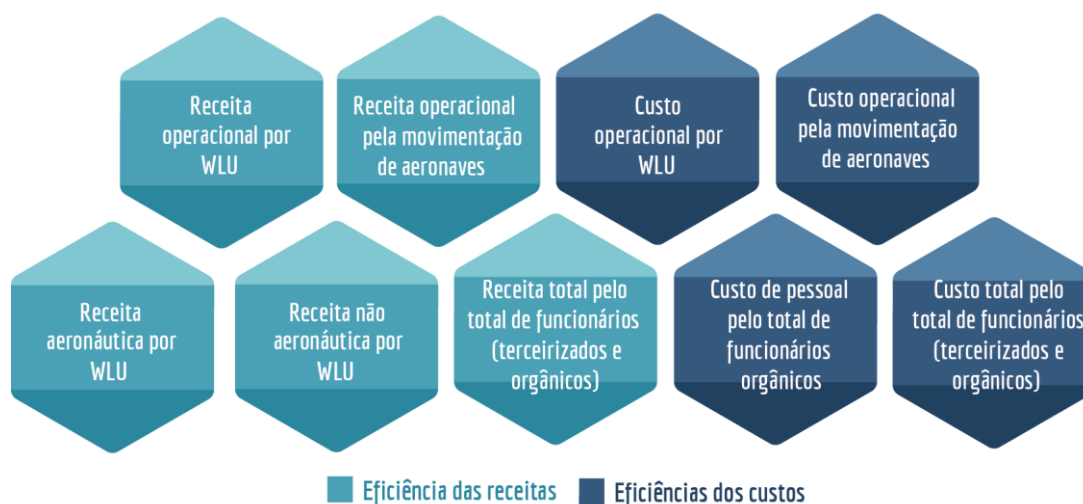 Receita
operacional por
WLU
Receita operacional
pela movimentação
de aeronaves
Custo
operacional por
WLU
Custo operacional
pela movimentação
de aeronaves
Receita
aeronáutica por
WLU
Receita não
aeronáutica por
WLU
Receita total pelo
total de funcionários
(terceirizados e
orgânicos)
Custo de pessoal
pelo total de
funcionários
orgânicos
Custo total pelo
total de funcionários
(terceirizados e
orgânicos)
Eficiência das receitas
Eficiências dos custos